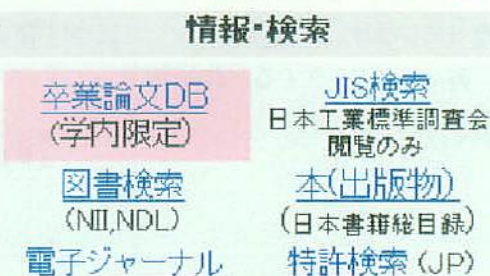 情報・検索
卒業論文DB
(学内限定)
JIS検索
日本工業標準調査会
閲覧のみ
図書検索
(NII,NDL)
本(出版物)
(日本書籍総目録)
電子ジャーナル
特許検索 (JP)